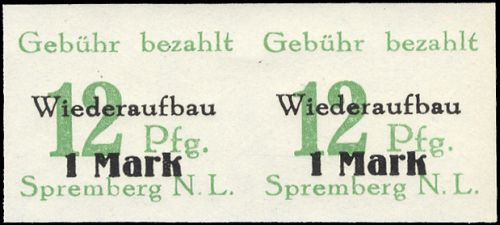 Gebühr bezahlt
Wiederaufbau
12 Pfg.
1 Mark
Spremberg N.L.
Gebühr bezahlt
Wiederaufbau
12 Pfg.
1 Mark
Spremberg N.L.